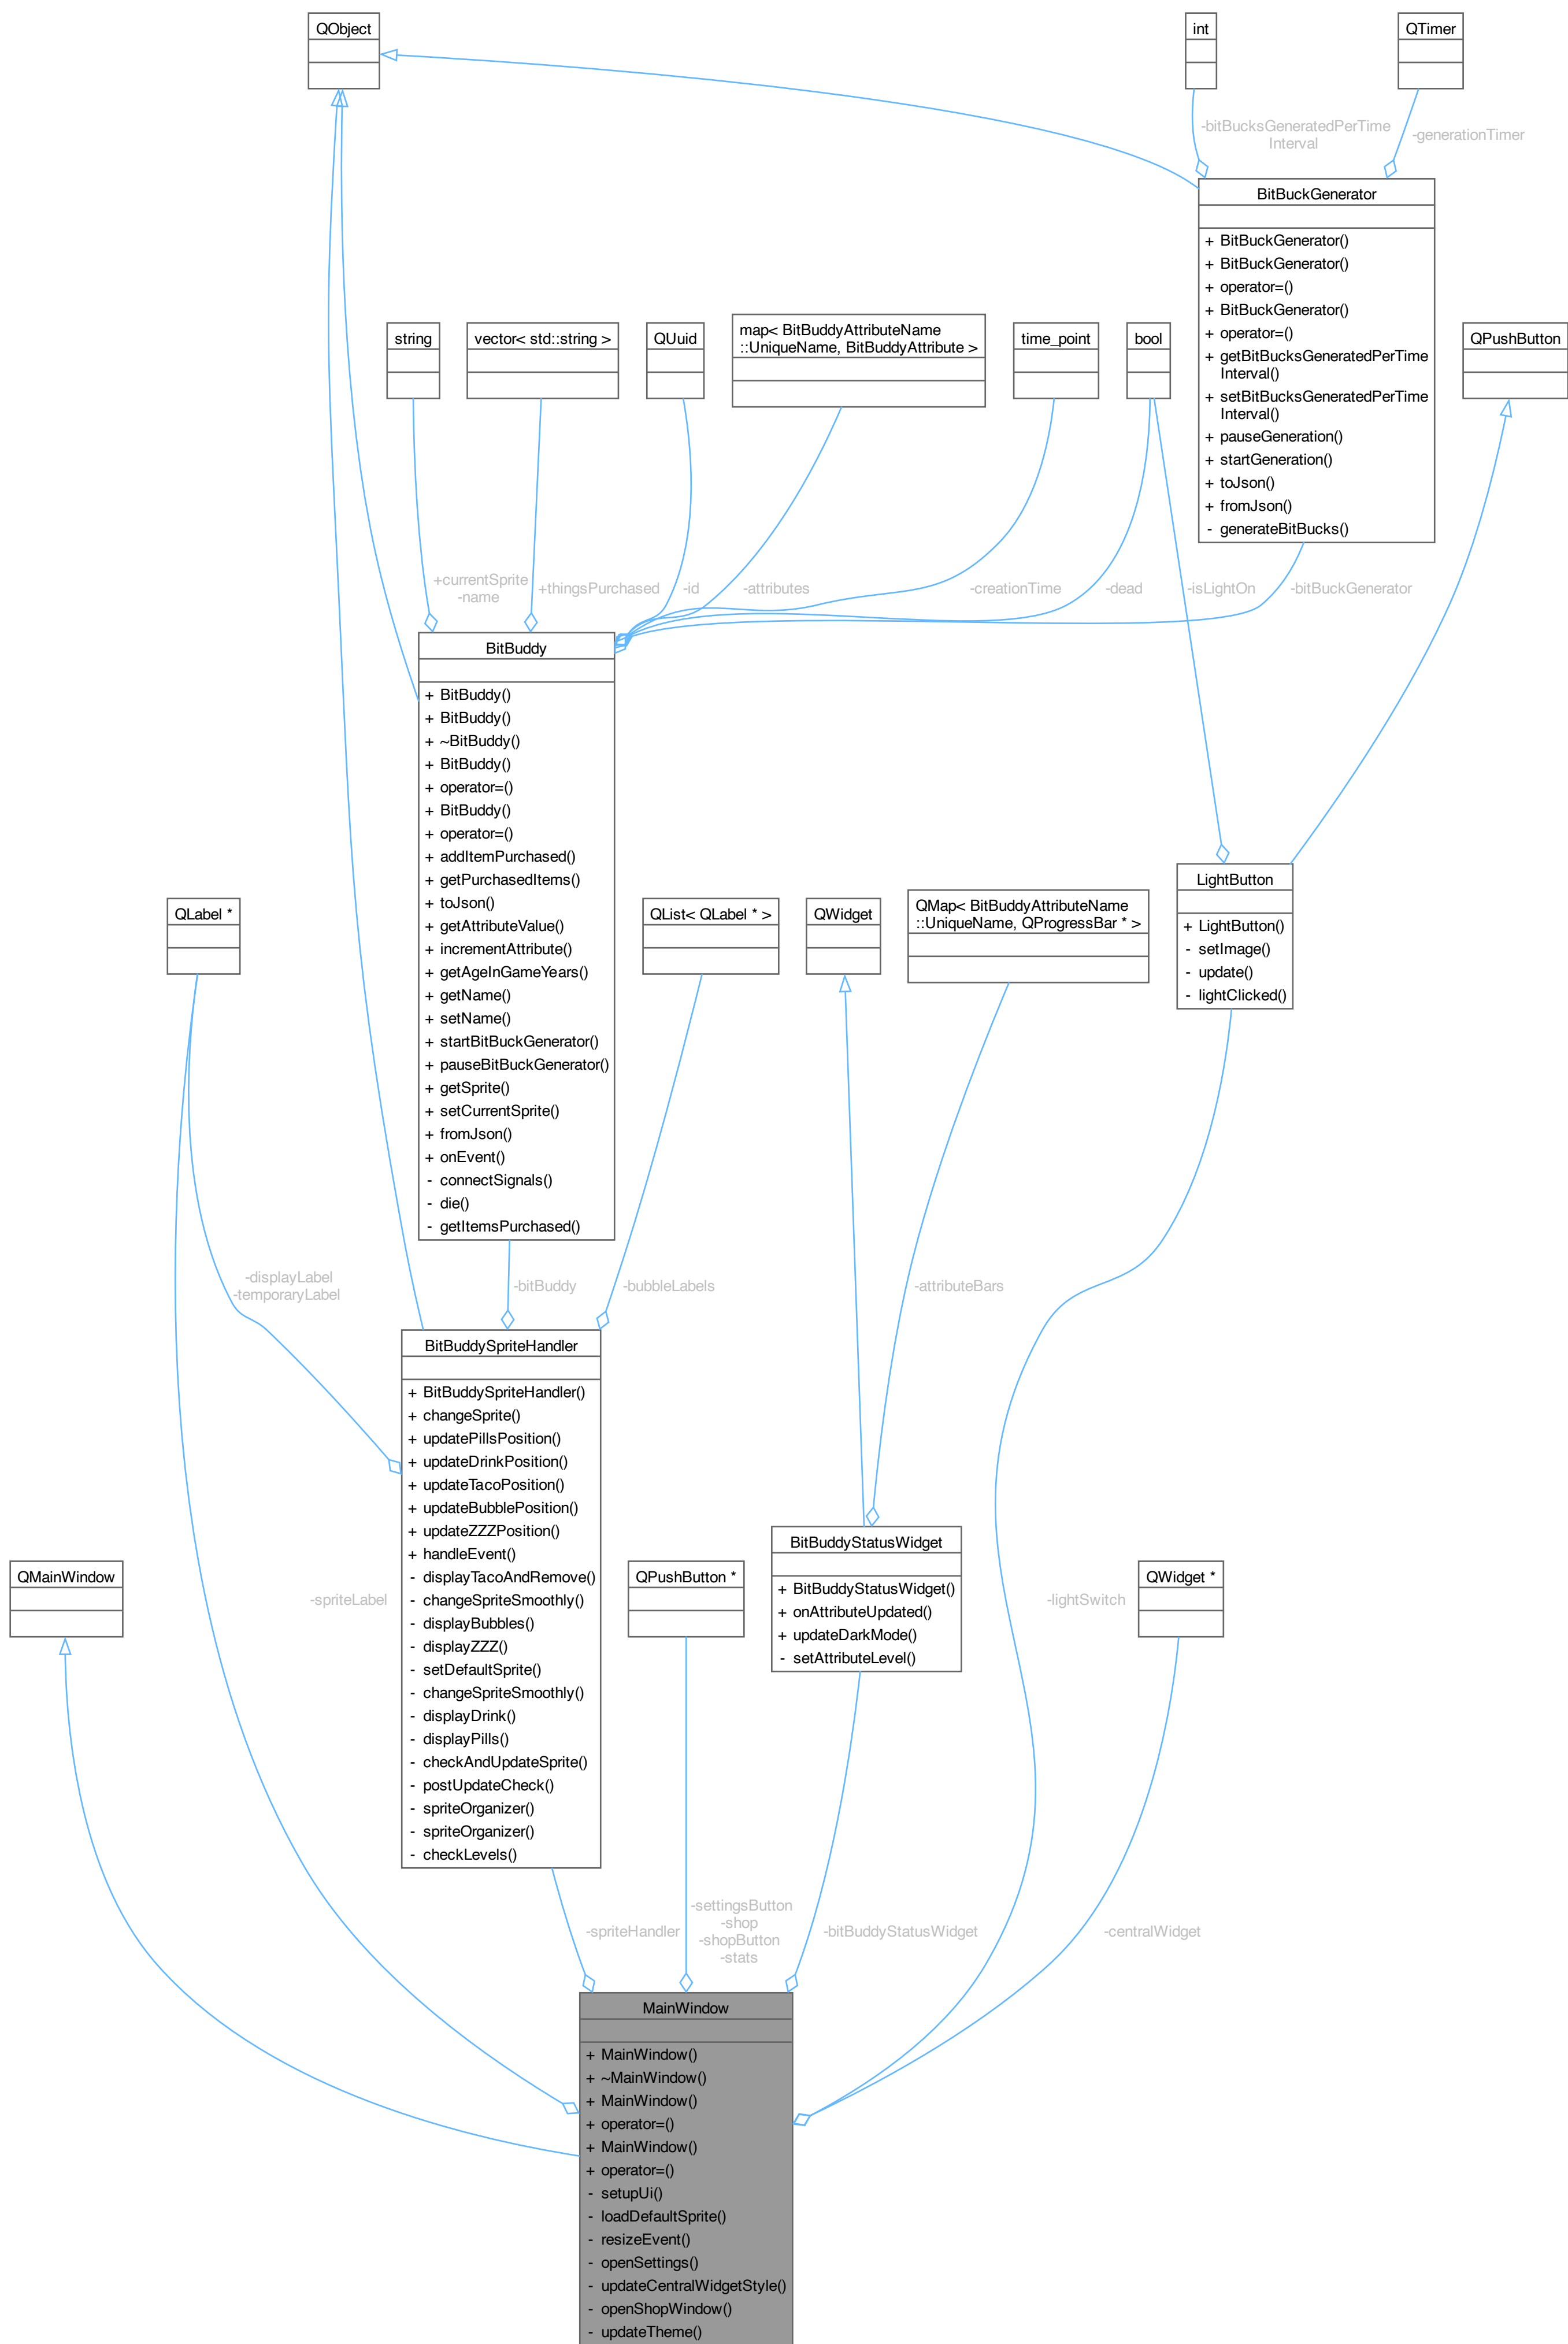 QObject
int
QTimer
-bitBucksGeneratedPerTime
Interval
-generationTimer
BitBuckGenerator
+ BitBuckGenerator()
+ BitBuckGenerator()
+ operator=()
+ BitBuckGenerator()
+ operator=()
+ getBitBucksGeneratedPerTime
Interval()
+ setBitBucksGeneratedPerTime
Interval()
+ pauseGeneration()
+ startGeneration()
+ toJson()
+ fromJson()
- generateBitBucks()
string
vector< std::string >
QUuid
map< BitBuddyAttributeName
::UniqueName, BitBuddyAttribute >
time_point
bool
QPushButton
+currentSprite
-name
+thingsPurchased
-id
-attributes
-creationTime
-dead
-isLightOn
-bitBuckGenerator
BitBuddy
+ BitBuddy()
+ BitBuddy()
+ ~BitBuddy()
+ BitBuddy()
+ operator=()
+ BitBuddy()
+ operator=()
+ addItemPurchased()
+ getPurchasedItems()
+ toJson()
+ getAttributeValue()
+ incrementAttribute()
+ getAgeInGameYears()
+ getName()
+ setName()
+ startBitBuckGenerator()
+ pauseBitBuckGenerator()
+ getSprite()
+ setCurrentSprite()
+ fromJson()
+ onEvent()
- connectSignals()
- die()
- getItemsPurchased()
LightButton
+ LightButton()
- setImage()
- update()
- lightClicked()
QLabel *
QList< QLabel * >
QWidget
QMap< BitBuddyAttributeName
::UniqueName, QProgressBar * >
-displayLabel
-temporaryLabel
-bitBuddy
-bubbleLabels
-attributeBars
BitBuddySpriteHandler
+ BitBuddySpriteHandler()
+ changeSprite()
+ updatePillsPosition()
+ updateDrinkPosition()
+ updateTacoPosition()
+ updateBubblePosition()
+ updateZZZPosition()
+ handleEvent()
- displayTacoAndRemove()
- changeSpriteSmoothly()
- displayBubbles()
- displayZZZ()
- setDefaultSprite()
- changeSpriteSmoothly()
- displayDrink()
- displayPills()
- checkAndUpdateSprite()
- postUpdateCheck()
- spriteOrganizer()
- spriteOrganizer()
- checkLevels()
QMainWindow
-spriteLabel
QPushButton *
BitBuddyStatusWidget
+ BitBuddyStatusWidget()
+ onAttributeUpdated()
+ updateDarkMode()
- setAttributeLevel()
-lightSwitch
QWidget *
-spriteHandler
-settingsButton
-shop
-shopButton
-stats
-bitBuddyStatusWidget
-centralWidget
MainWindow
+ MainWindow()
+ ~MainWindow()
+ MainWindow()
+ operator=()
+ MainWindow()
+ operator=()
- setupUi()
- loadDefaultSprite()
- resizeEvent()
- openSettings()
- updateCentralWidgetStyle()
- openShopWindow()
- updateTheme()